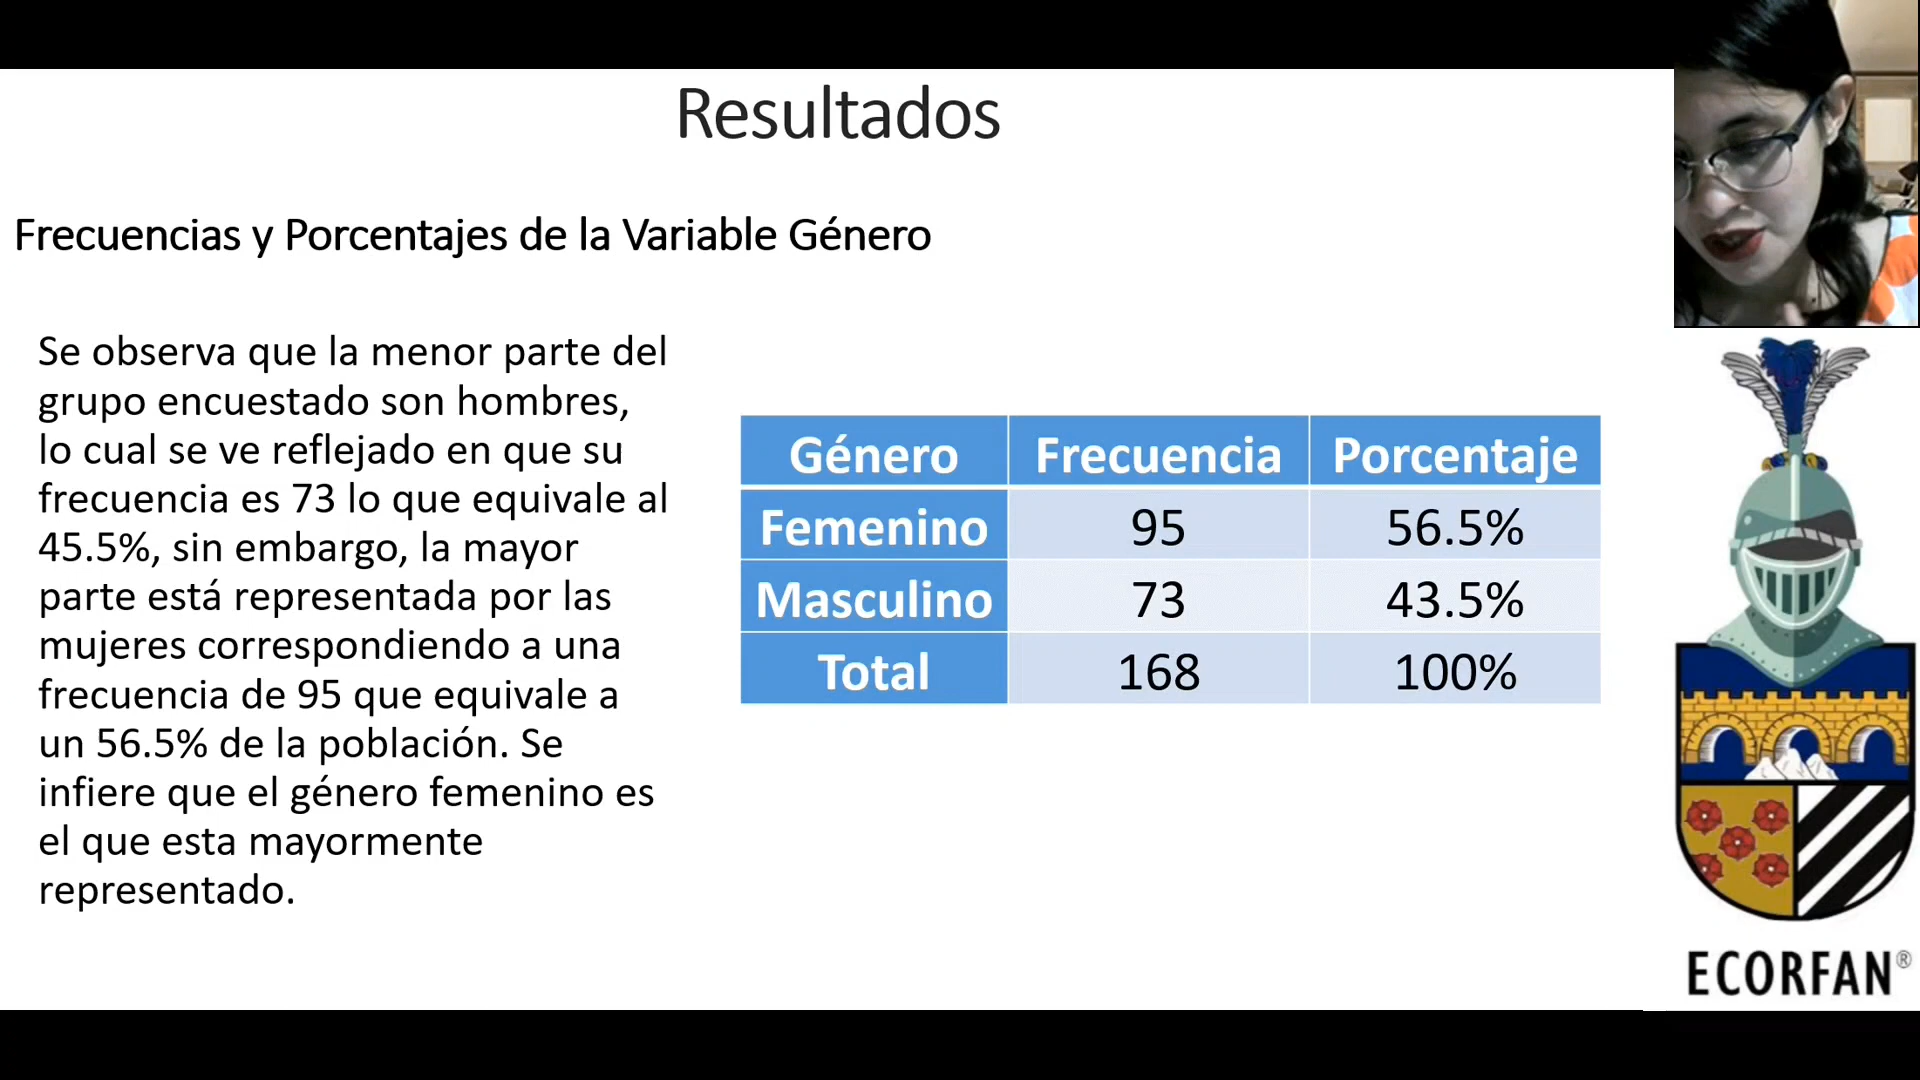 Resultados
Frecuencias y Porcentajes de la Variable Género
Se observa que la menor parte del
grupo encuestado son hombres,
lo cual se ve reflejado en que su
frecuencia es 73 lo que equivale al
45.5%, sin embargo, la mayor
parte está representada por las
mujeres correspondiendo a una
frecuencia de 95 que equivale a
un 56.5% de la población. Se
infiere que el género femenino es
el que esta mayormente
representado.
Género Frecuencia Porcentaje
Femenino 95 56.5%
Masculino 73 43.5%
Total 168 100%
ECORFAN®